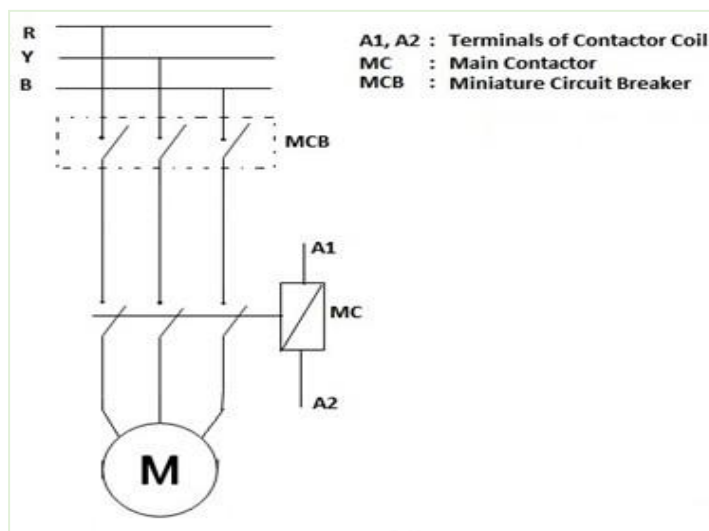 R
Y
B
A1, A2 : Terminals of Contactor Coil
MC : Main Contactor
MCB : Miniature Circuit Breaker
MCB
A1
MC
A2
M